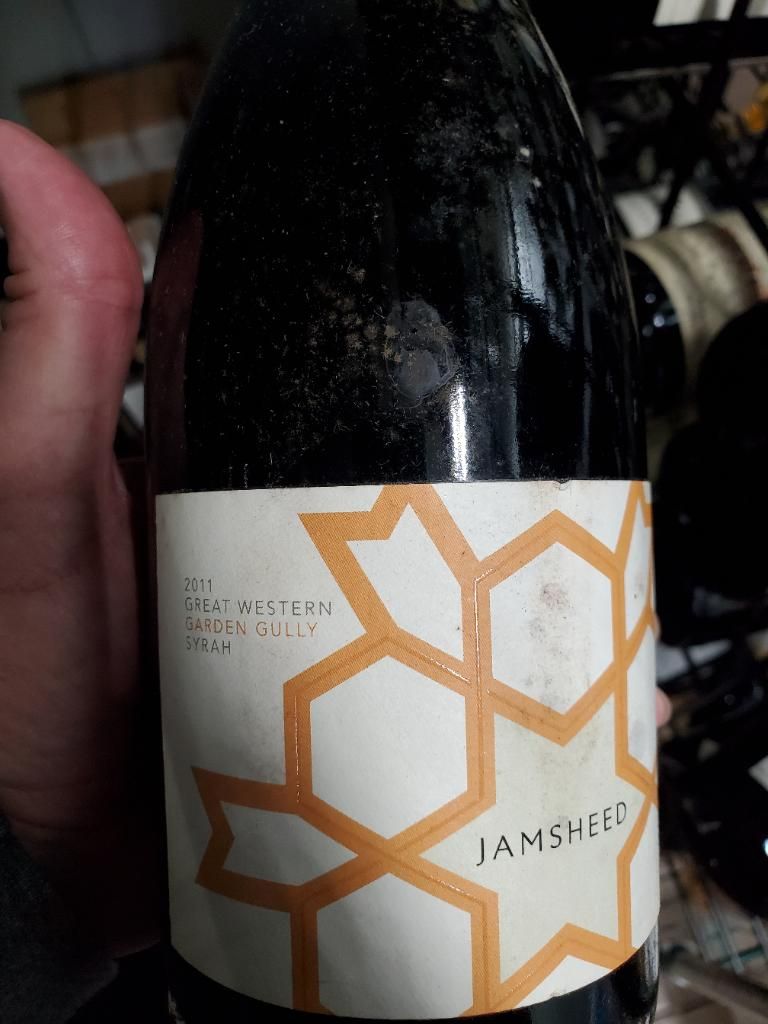 2011
GREAT WESTERN
GARDEN GULLY
SYRAH
JAMSHEED